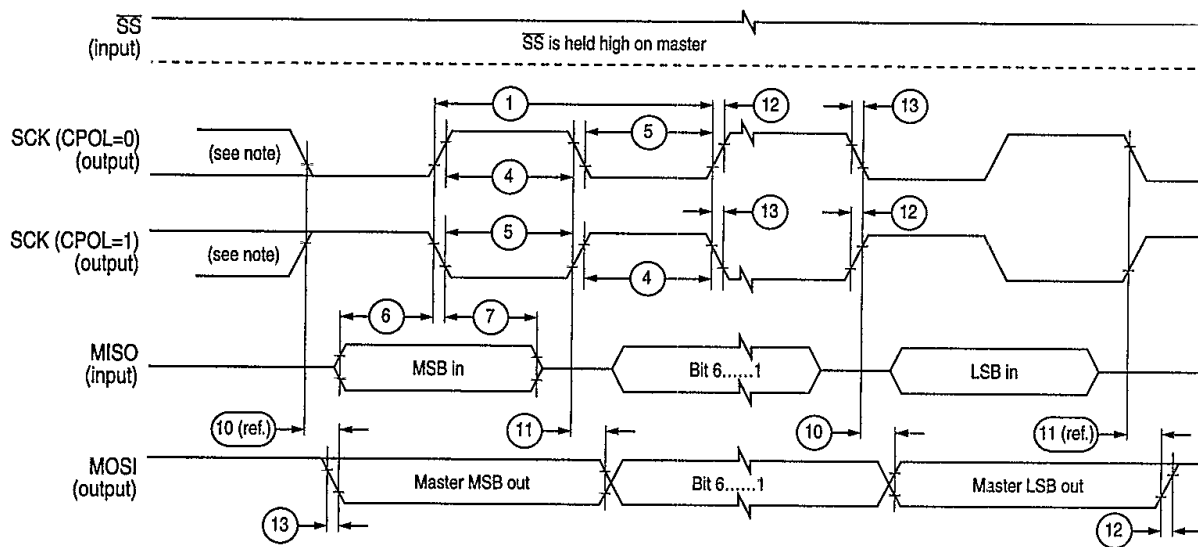 SS
(input)
SS is held high on master
1
12
13
SCK (CPOL=0)
(output)
(see note)
5
4
13
12
SCK (CPOL=1)
(output)
(see note)
5
4
6
7
MISO
(input)
MSB in
Bit 6......1
LSB in
10 (ref.)
11
10
11 (ref.)
MOSI
(output)
Master MSB out
Bit 6......1
Master LSB out
13
12